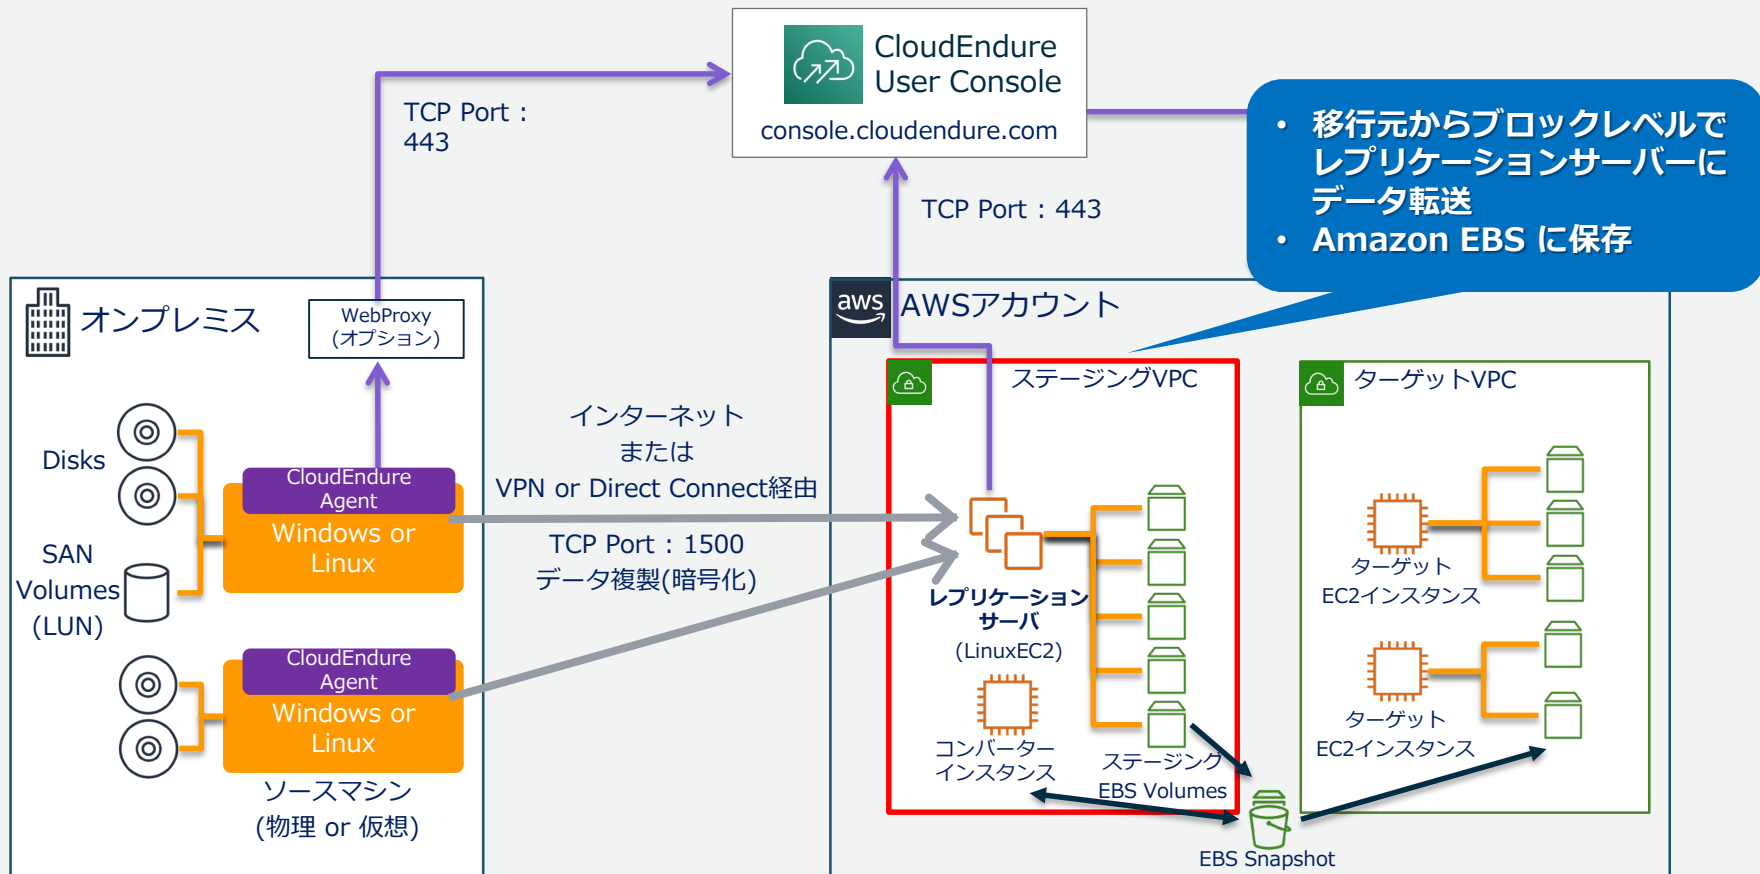 CloudEndure
User Console
console.cloudendure.com
TCP Port :
443
TCP Port : 443
• 移行元からブロックレベルで
レプリケーションサーバーに
データ転送
• Amazon EBS に保存
オンプレミス
WebProxy
(オプション)
Disks
SAN
Volumes
(LUN)
CloudEndure
Agent
Windows or
Linux
CloudEndure
Agent
Windows or
Linux
ソースマシン
(物理 or 仮想)
インターネット
または
VPN or Direct Connect経由
TCP Port : 1500
データ複製(暗号化)
aws
AWSアカウント
ステージングVPC
レプリケーション
サーバ
(LinuxEC2)
コンバーター
インスタンス
ステージング
EBS Volumes
EBS Snapshot
ターゲットVPC
ターゲット
EC2インスタンス
ターゲット
EC2インスタンス